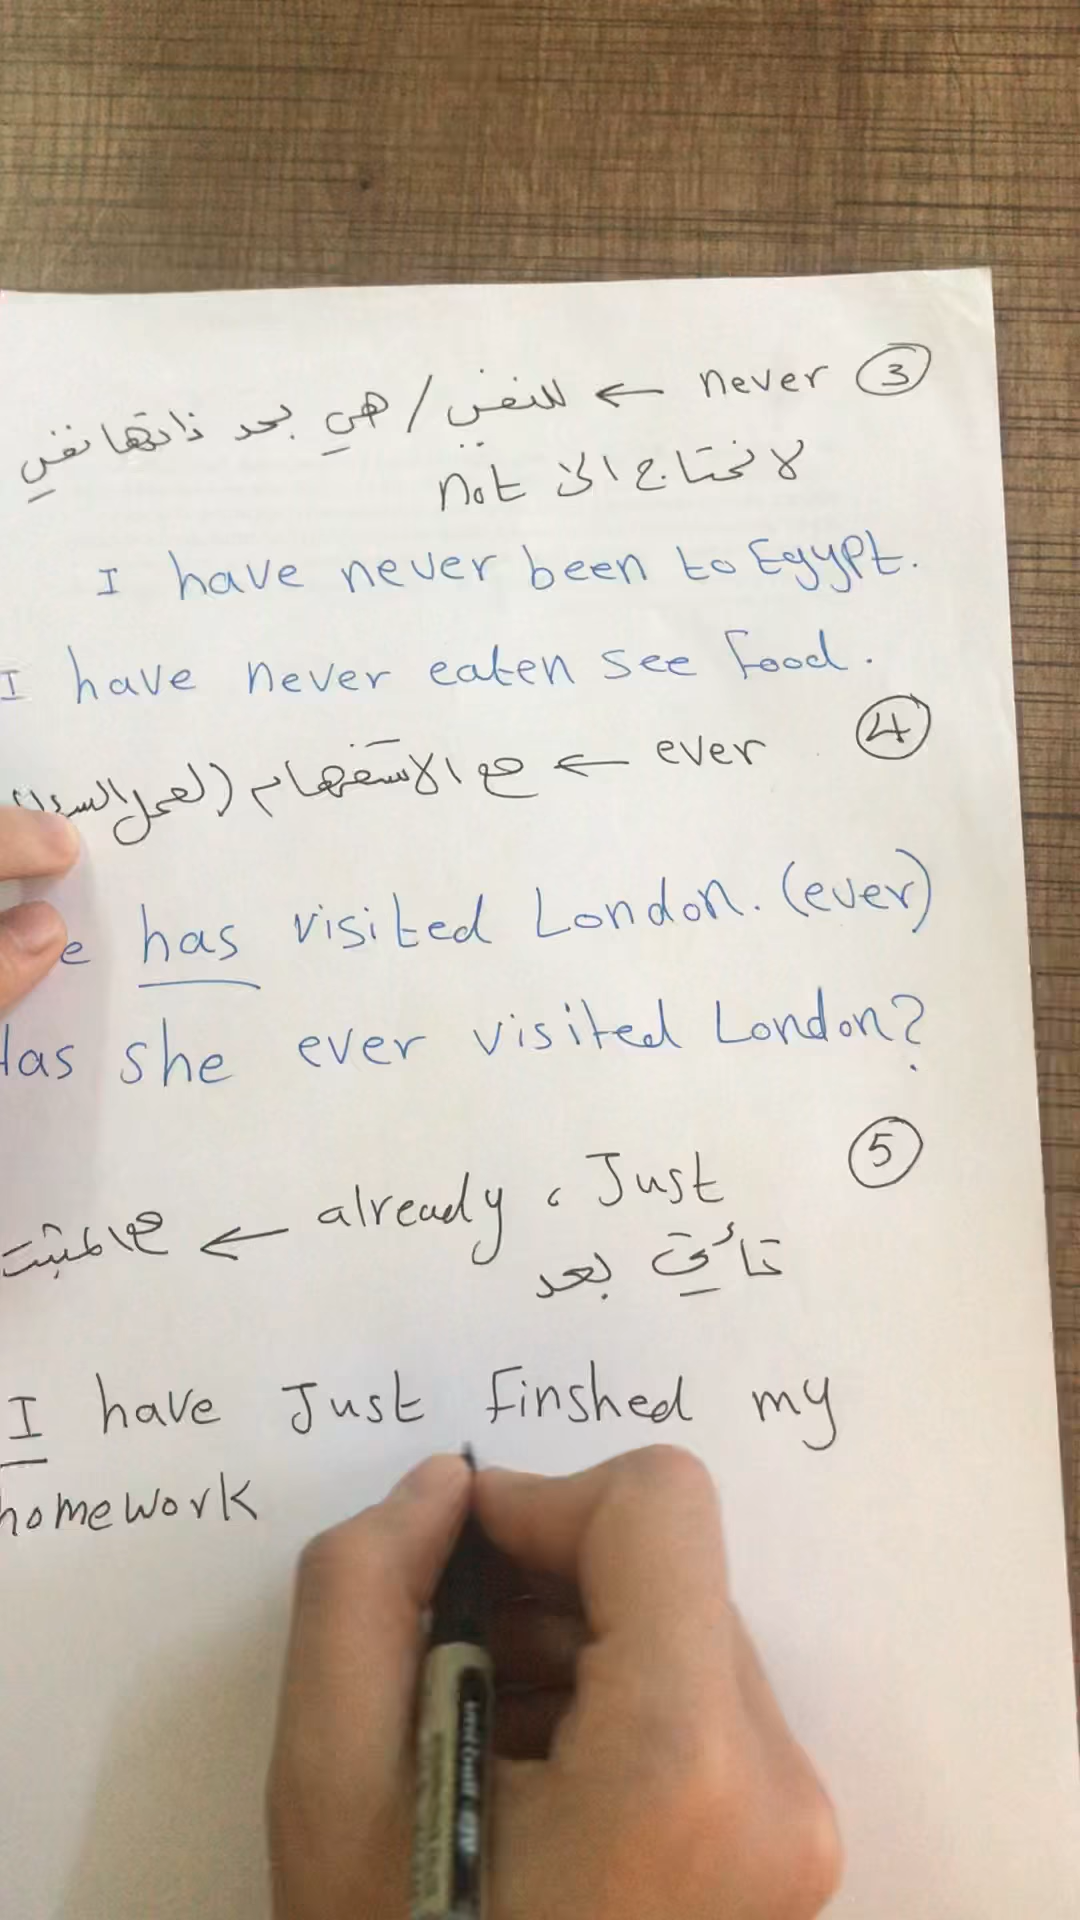 ③ never ← للنفي / هي بحد ذاتها نفي
لا نحتاج الى not
I have never been to Egypt.
I have never eaten see food.
④ ever ← مع الاستفهام (لعمل السؤال
e has visited London. (ever)
Has she ever visited London?
⑤ Just ، already ← مع المثبت
تأتي بعد
I have Just finshed my
homework